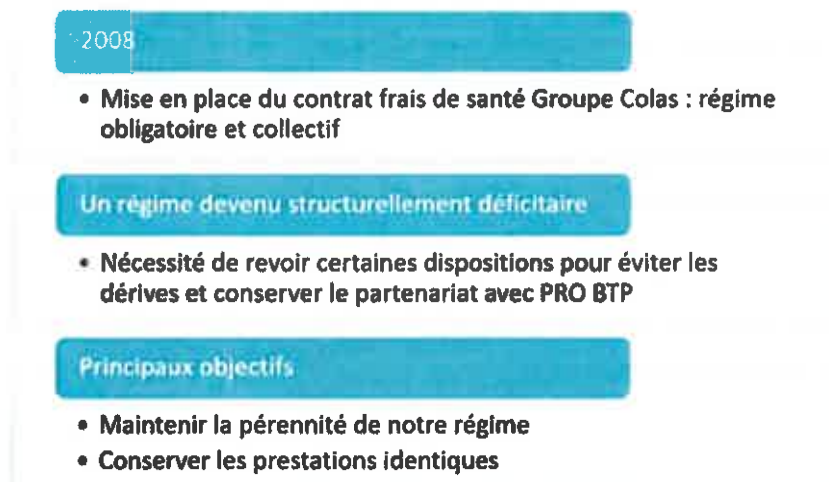 2008
• Mise en place du contrat frais de santé Groupe Colas : régime
obligatoire et collectif
Un régime devenu structurellement déficitaire
• Nécessité de revoir certaines dispositions pour éviter les
dérives et conserver le partenariat avec PRO BTP
Principaux objectifs
• Maintenir la pérennité de notre régime
• Conserver les prestations identiques